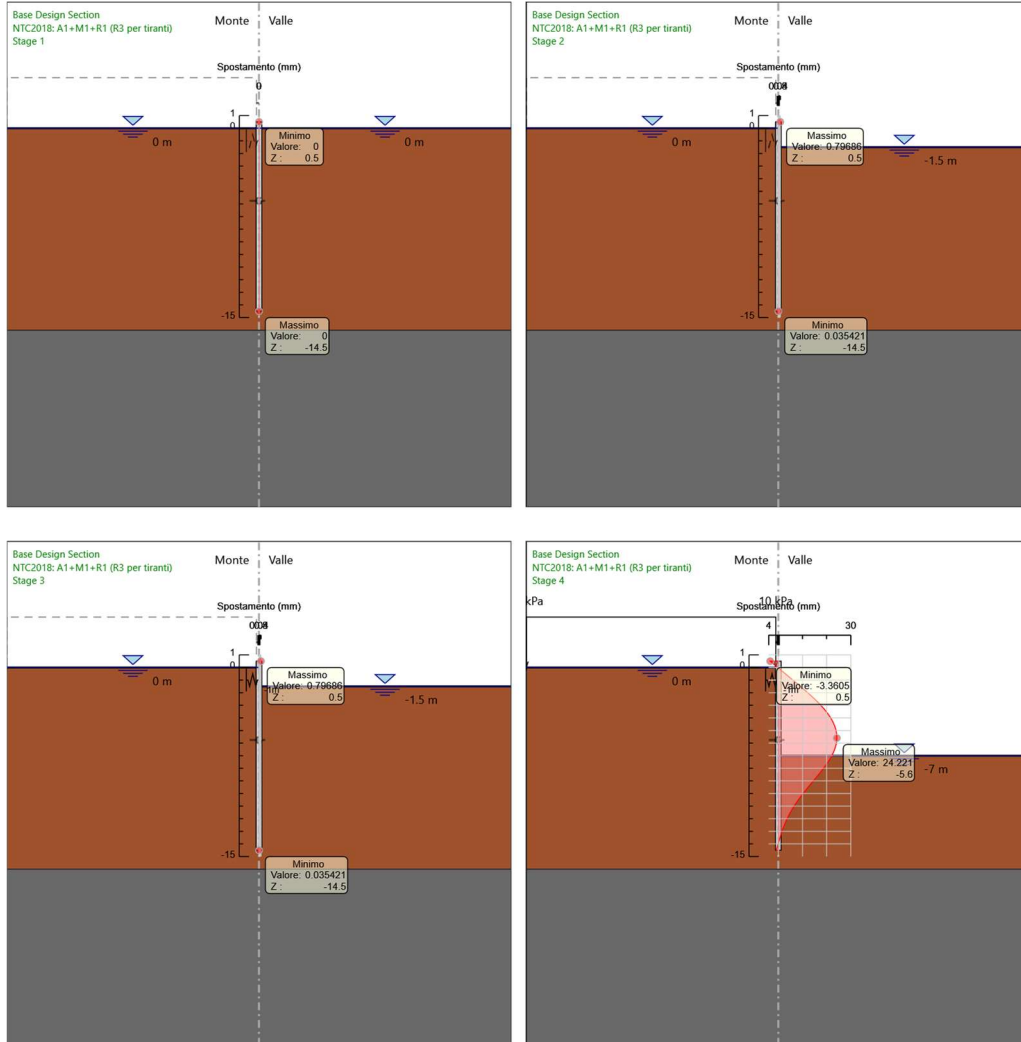 Base Design Section
NTC2018: A1+M1+R1 (R3 per tiranti)
Stage 1
Monte
Valle
Spostamento (mm)
0
1
0
0 m
0 m
Minimo
Valore: 0
Z : 0.5
-15
Massimo
Valore: 0
Z : -14.5
Base Design Section
NTC2018: A1+M1+R1 (R3 per tiranti)
Stage 2
Monte
Valle
Spostamento (mm)
1
0
0 m
Massimo
Valore: 0.79686
Z : 0.5
-1.5 m
-15
Minimo
Valore: 0.035421
Z : -14.5
Base Design Section
NTC2018: A1+M1+R1 (R3 per tiranti)
Stage 3
Monte
Valle
Spostamento (mm)
1
0
0 m
Massimo
Valore: 0.79686
Z : 0.5
-1.5 m
-15
Minimo
Valore: 0.035421
Z : -14.5
Base Design Section
NTC2018: A1+M1+R1 (R3 per tiranti)
Stage 4
Monte
Valle
kPa
10 kPa
Spostamento (mm)
4
30
1
0
0 m
Minimo
Valore: -3.3605
Z : 0.5
Massimo
Valore: 24.221
Z : -5.6
-7 m
-15